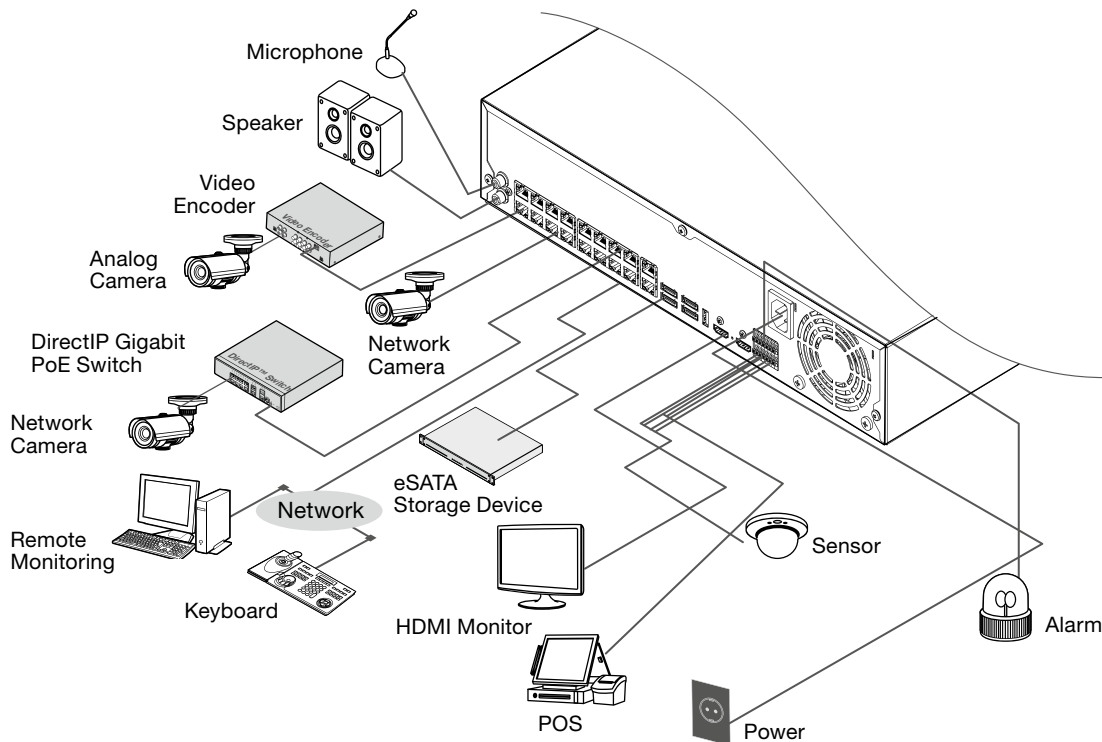 Microphone
Speaker
Video
Encoder
Video Encoder
Analog
Camera
DirectIP Gigabit
PoE Switch
DirectIP™ Switch
Network
Camera
Network
Camera
eSATA
Storage Device
Network
Remote
Monitoring
Keyboard
HDMI Monitor
Sensor
Alarm
POS
Power